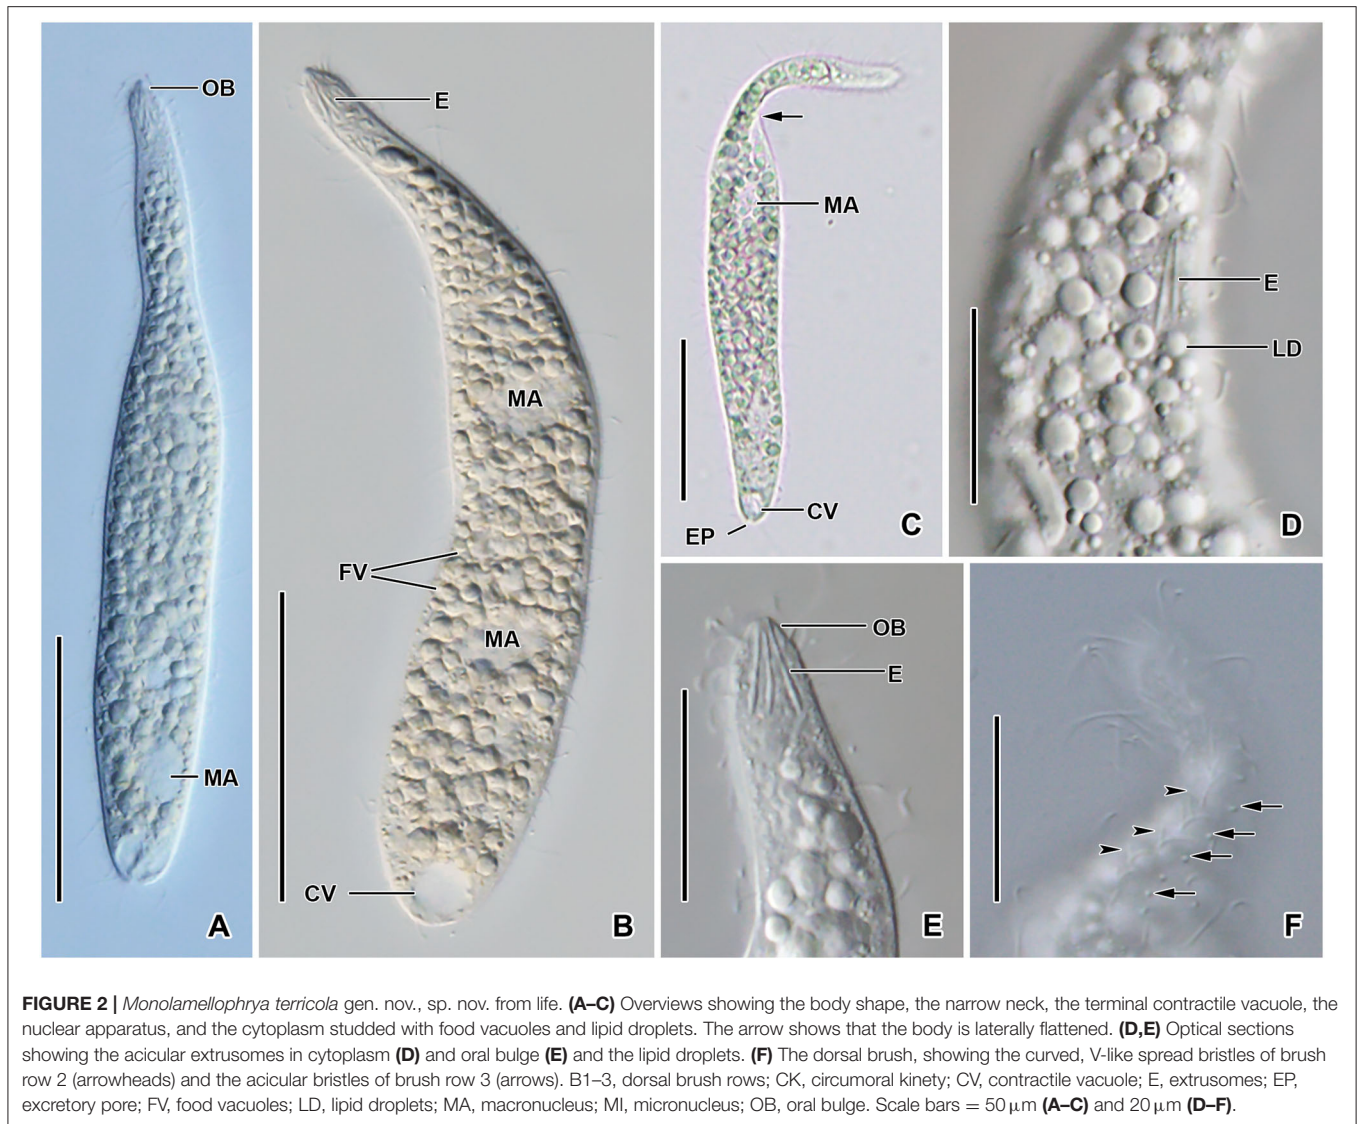 OB
A
E
MA
FV
MA
CV
B
MA
MA
CV
EP
C
E
LD
D
OB
E
E
F
FIGURE 2 | Monolamellophrya terricola gen. nov., sp. nov. from life. (A–C) Overviews showing the body shape, the narrow neck, the terminal contractile vacuole, the
nuclear apparatus, and the cytoplasm studded with food vacuoles and lipid droplets. The arrow shows that the body is laterally flattened. (D,E) Optical sections
showing the acicular extrusomes in cytoplasm (D) and oral bulge (E) and the lipid droplets. (F) The dorsal brush, showing the curved, V-like spread bristles of brush
row 2 (arrowheads) and the acicular bristles of brush row 3 (arrows). B1–3, dorsal brush rows; CK, circumoral kinety; CV, contractile vacuole; E, extrusomes; EP,
excretory pore; FV, food vacuoles; LD, lipid droplets; MA, macronucleus; MI, micronucleus; OB, oral bulge. Scale bars = 50 μm (A–C) and 20 μm (D–F).